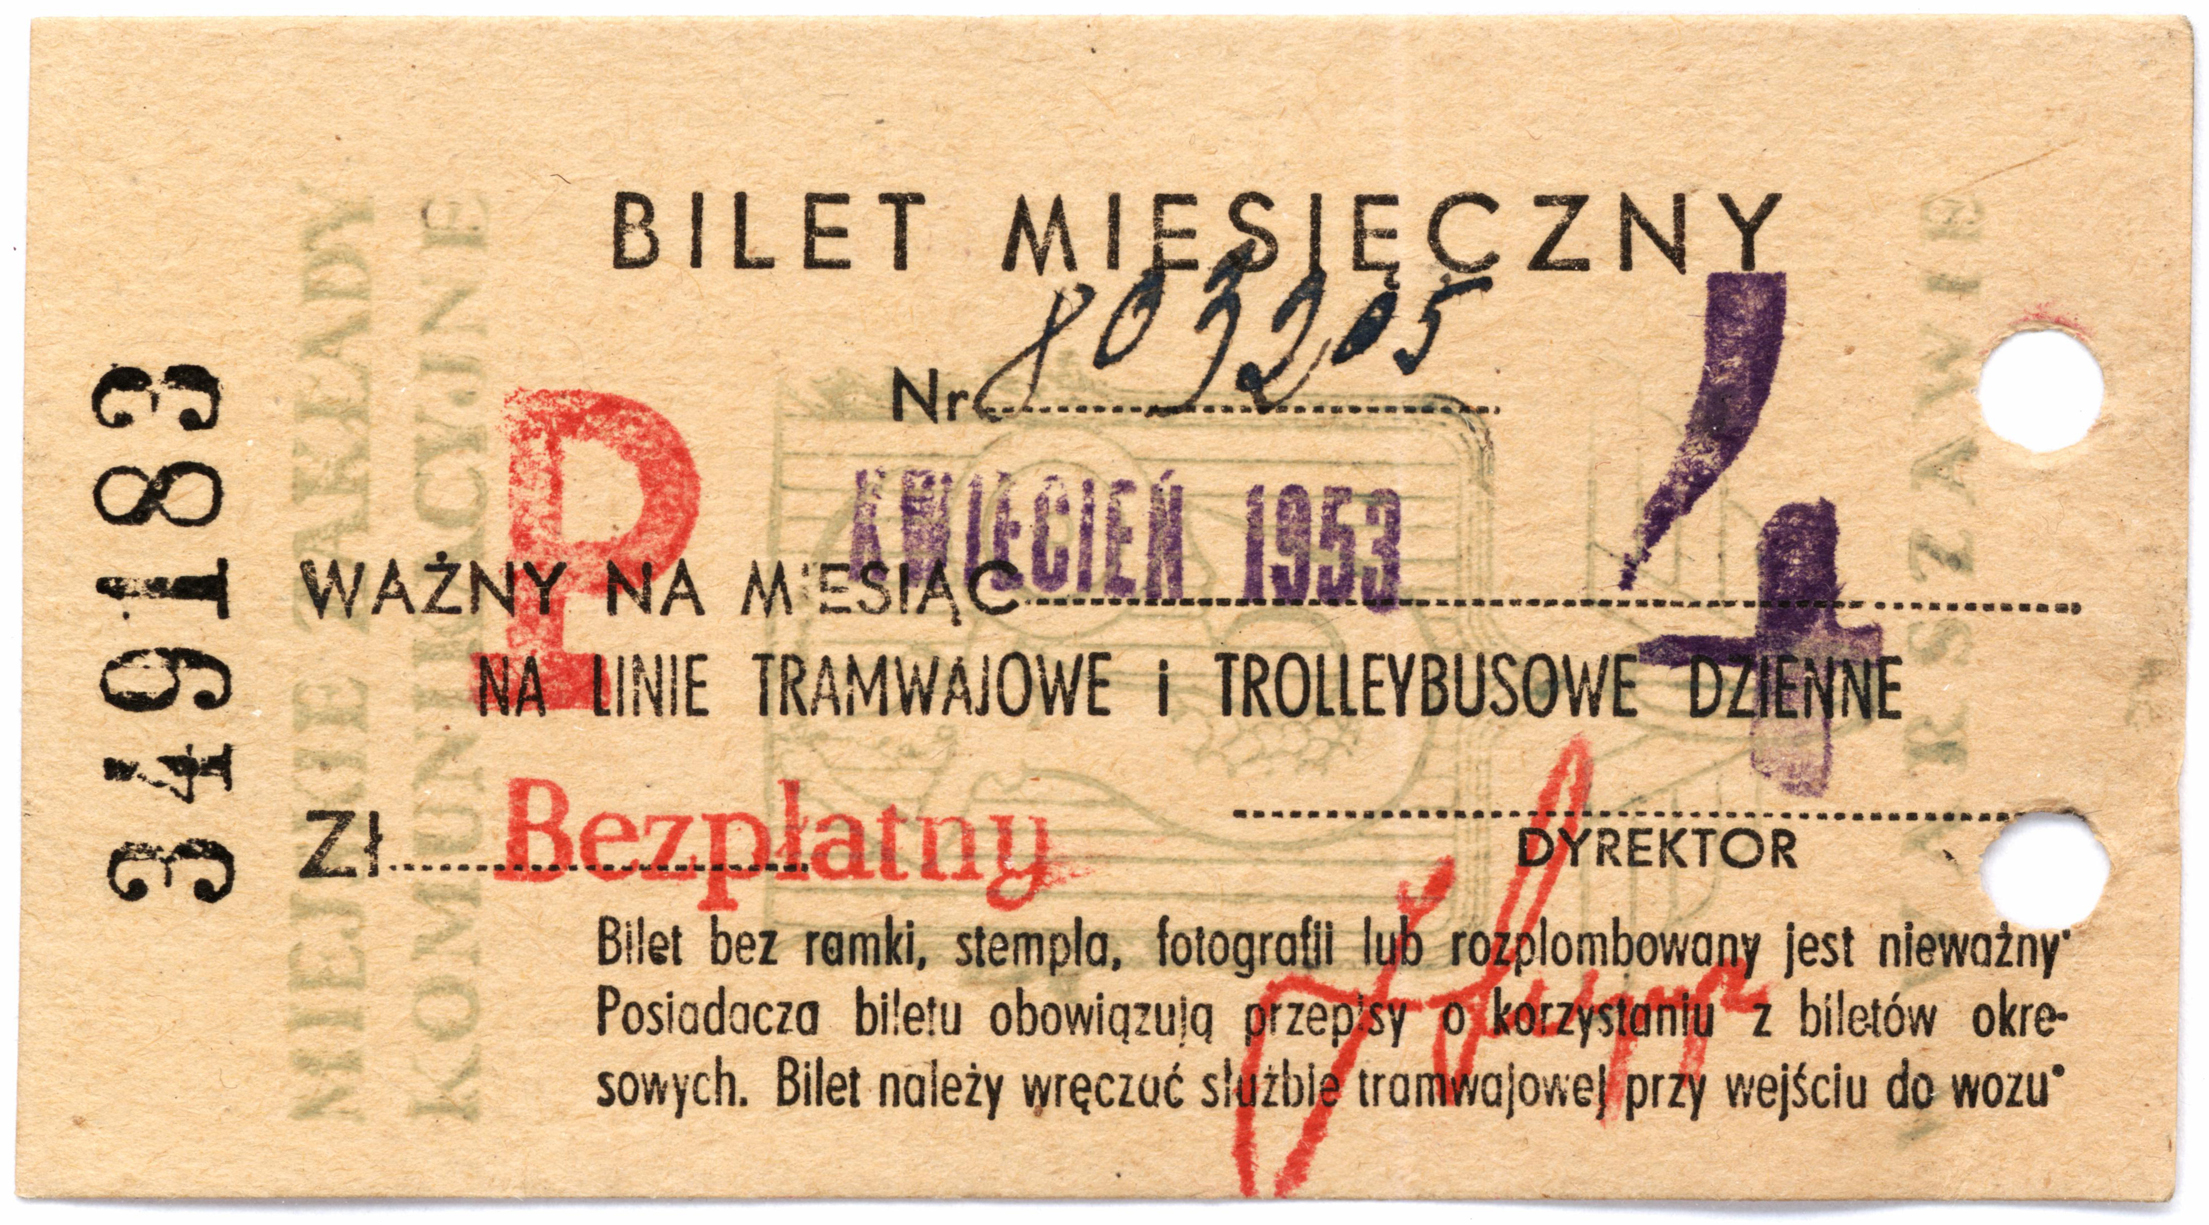 349183
MIEJSKIE ZAKŁADY
KOMUNIKACYJNE
BILET MIESIĘCZNY
Nr 803205
P
KWIECIEŃ 1953
4
WAŻNY NA MIESIĄC
NA LINIE TRAMWAJOWE i TROLLEYBUSOWE DZIENNE
Zł. Bezpłatny
DYREKTOR
Bilet bez ramki, stempla, fotografii lub rozplombowany jest nieważny.
Posiadacza biletu obowiązują przepisy o korzystaniu z biletów okre-
sowych. Bilet należy wręczać służbie tramwajowej przy wejściu do wozu.
W WARSZAWIE